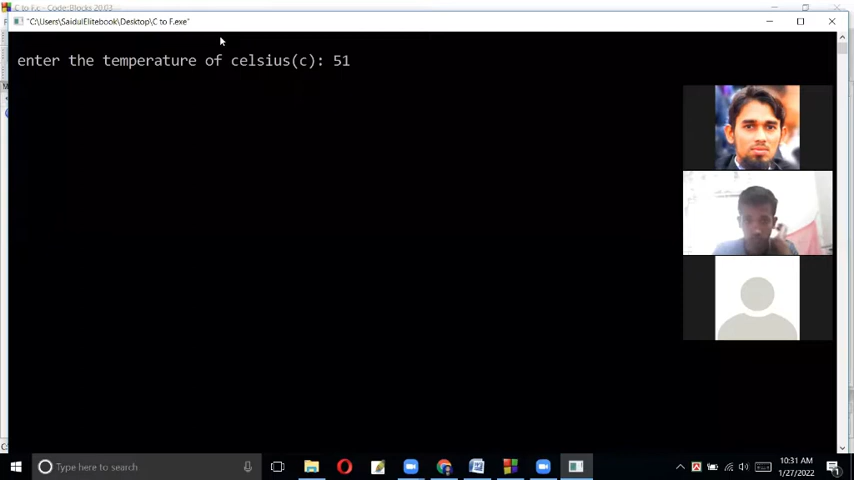 C to F.c - Code::Blocks 20.03
"C:\Users\SaidulElitebook\Desktop\C to F.exe"
enter the temperature of celsius(c): 51
Type here to search
10:31 AM
1/27/2022